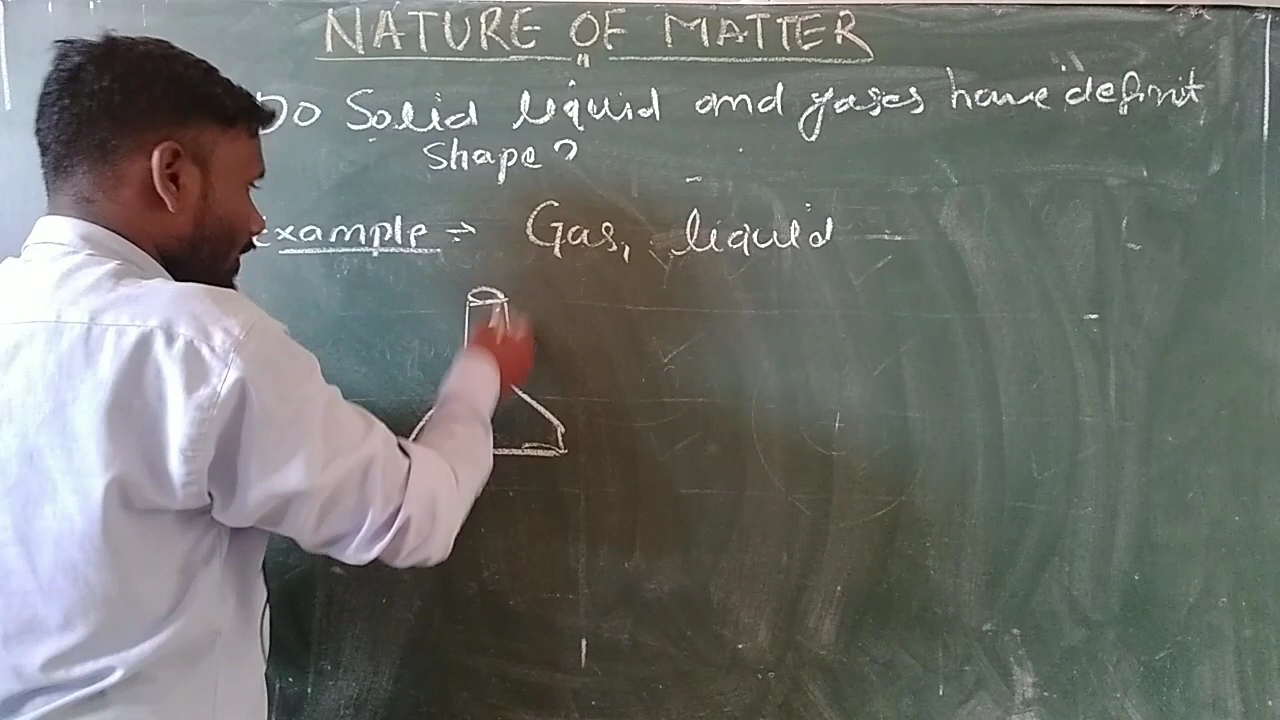 NATURE OF MATTER
Do Solid liquid and gases have definit
shape?
Example :- Gas, liquid